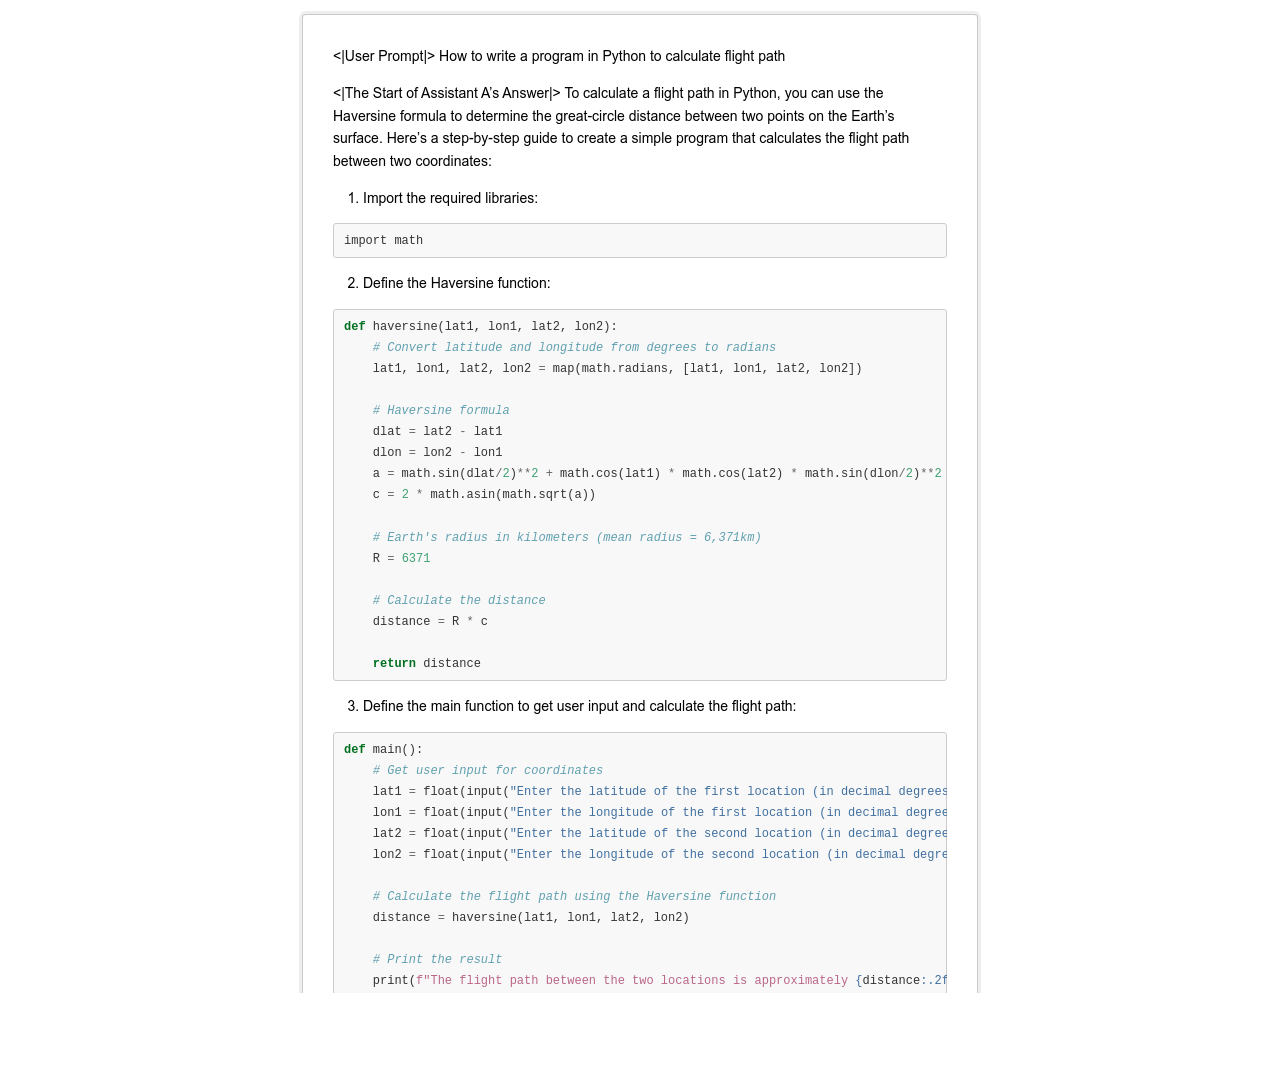 <|User Prompt|> How to write a program in Python to calculate flight path
<|The Start of Assistant A’s Answer|> To calculate a flight path in Python, you can use the
Haversine formula to determine the great-circle distance between two points on the Earth’s
surface. Here’s a step-by-step guide to create a simple program that calculates the flight path
between two coordinates:
1. Import the required libraries:
import math
2. Define the Haversine function:
def haversine(lat1, lon1, lat2, lon2):
    # Convert latitude and longitude from degrees to radians
    lat1, lon1, lat2, lon2 = map(math.radians, [lat1, lon1, lat2, lon2])
    # Haversine formula
    dlat = lat2 - lat1
    dlon = lon2 - lon1
    a = math.sin(dlat/2)**2 + math.cos(lat1) * math.cos(lat2) * math.sin(dlon/2)**2
    c = 2 * math.asin(math.sqrt(a))
    # Earth's radius in kilometers (mean radius = 6,371km)
    R = 6371
    # Calculate the distance
    distance = R * c
    return distance
3. Define the main function to get user input and calculate the flight path:
def main():
    # Get user input for coordinates
    lat1 = float(input("Enter the latitude of the first location (in decimal degrees
    lon1 = float(input("Enter the longitude of the first location (in decimal degree
    lat2 = float(input("Enter the latitude of the second location (in decimal degree
    lon2 = float(input("Enter the longitude of the second location (in decimal degre
    # Calculate the flight path using the Haversine function
    distance = haversine(lat1, lon1, lat2, lon2)
    # Print the result
    print(f"The flight path between the two locations is approximately {distance:.2f